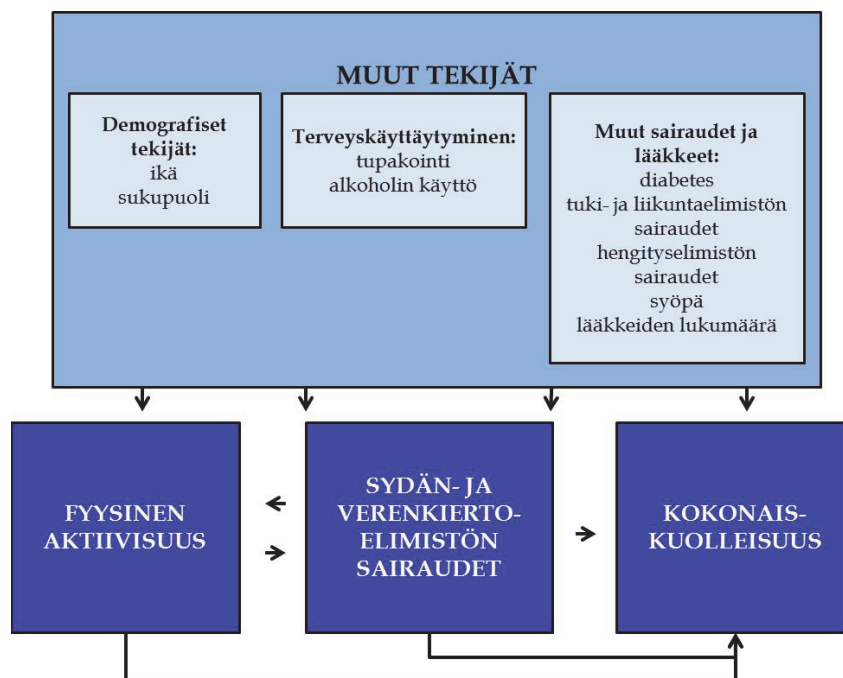 MUUT TEKIJÄT
Demografiset
tekijät:
ikä
sukupuoli
Terveyskäyttäytyminen:
tupakointi
alkoholin käyttö
Muut sairaudet ja
lääkkeet:
diabetes
tuki- ja liikuntaelimistön
sairaudet
hengityselimistön
sairaudet
syöpä
lääkkeiden lukumäärä
FYYSINEN
AKTIIVISUUS
SYDÄN- JA
VERENKIERTO-
ELIMISTÖN
SAIRAUDET
KOKONAIS-
KUOLLEISUUS